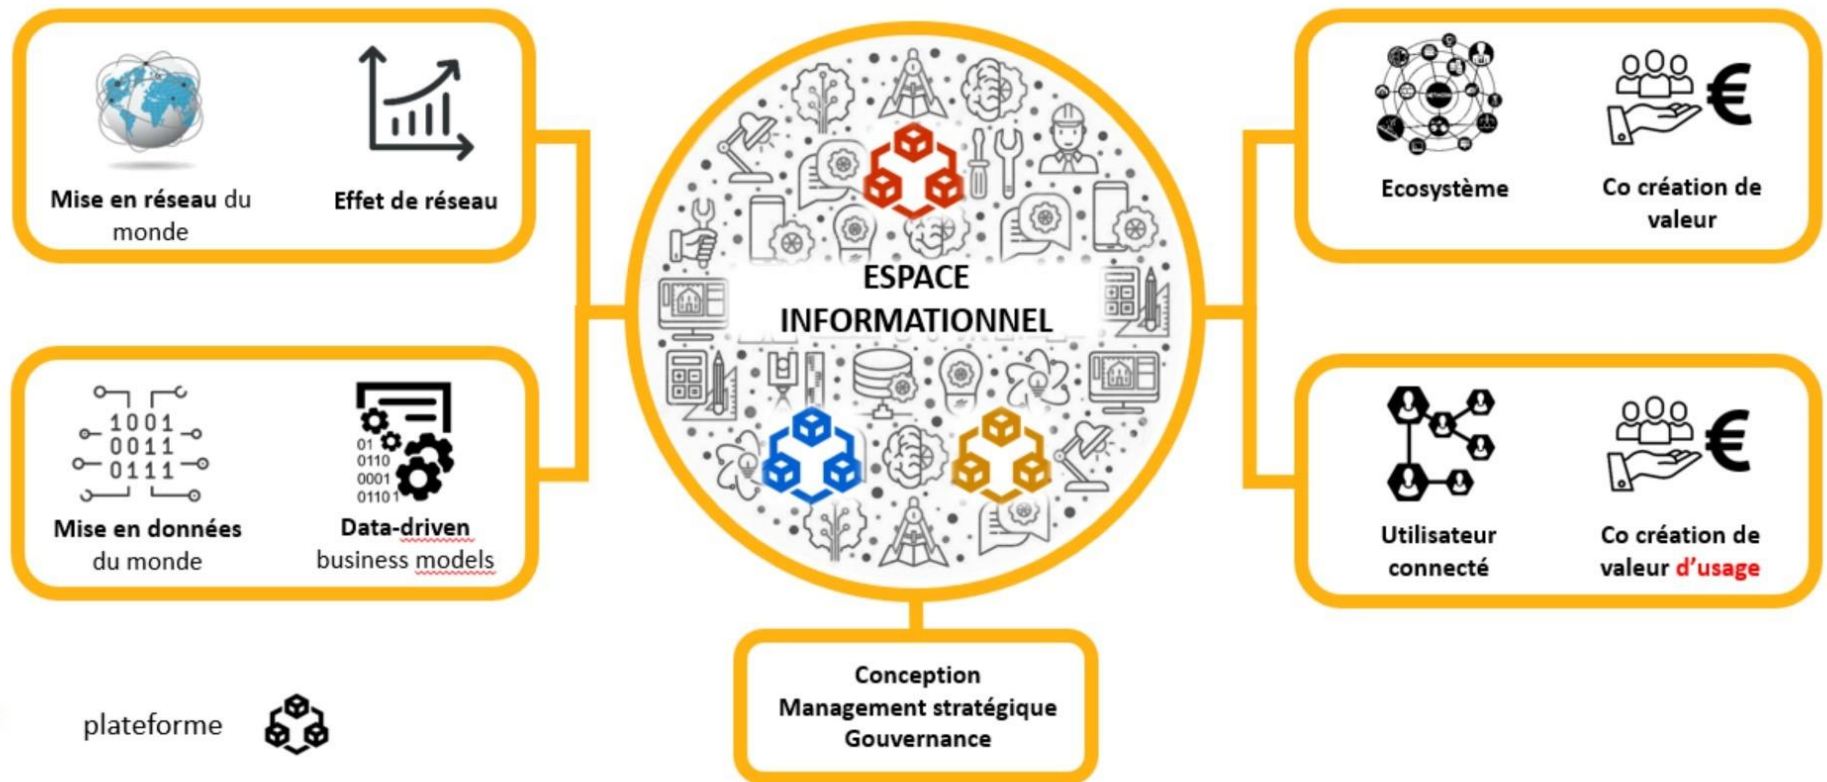 Mise en réseau du
monde
Effet de réseau
Ecosystème
Co création de
valeur
ESPACE
INFORMATIONNEL
1001
0011
0111
Mise en données
du monde
01
0110
0001
01101
Data-driven
business models
Utilisateur
connecté
Co création de
valeur d'usage
Conception
Management stratégique
Gouvernance
plateforme